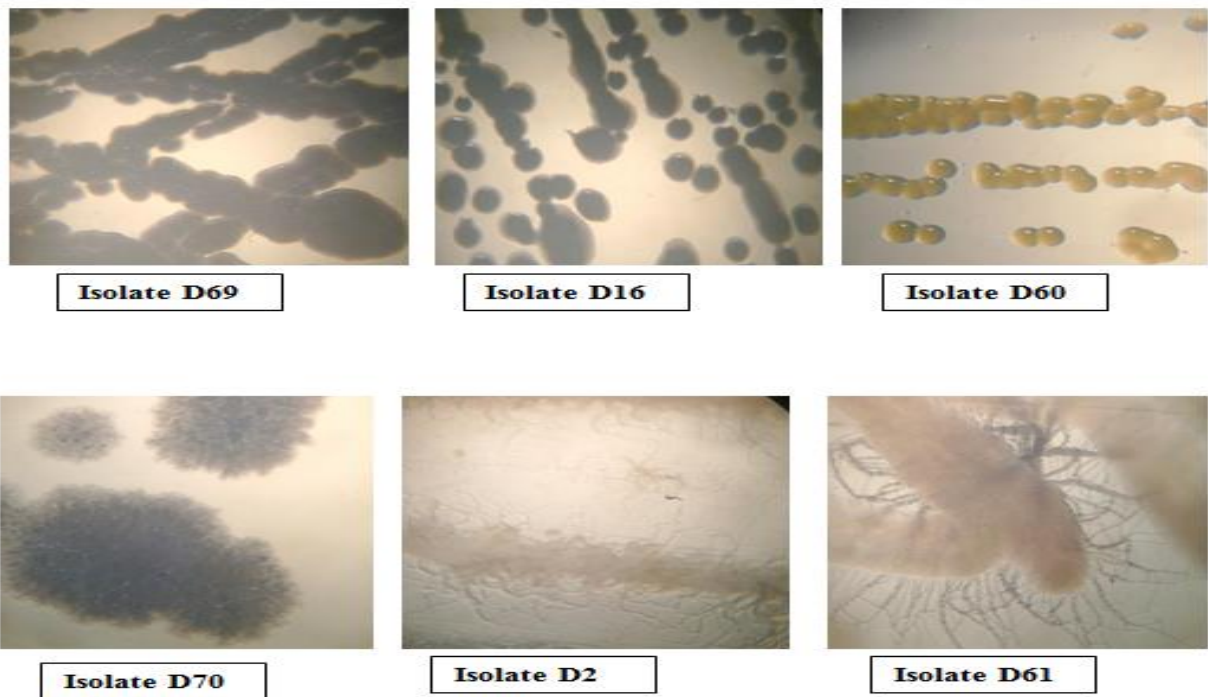 Isolate D69
Isolate D16
Isolate D60
Isolate D70
Isolate D2
Isolate D61